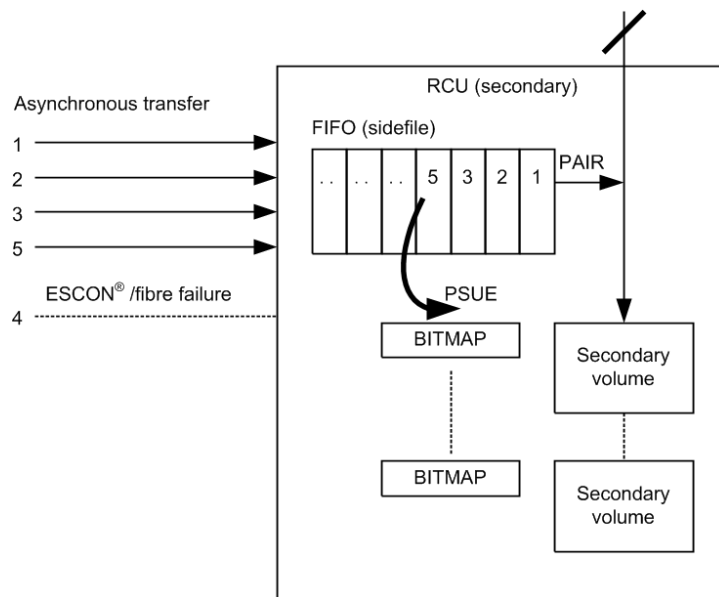 RCU (secondary)
Asynchronous transfer
FIFO (sidefile)
1
2
3
5
.. .. .. 5 3 2 1
PAIR
ESCON® /fibre failure
4
PSUE
BITMAP
BITMAP
Secondary
volume
Secondary
volume